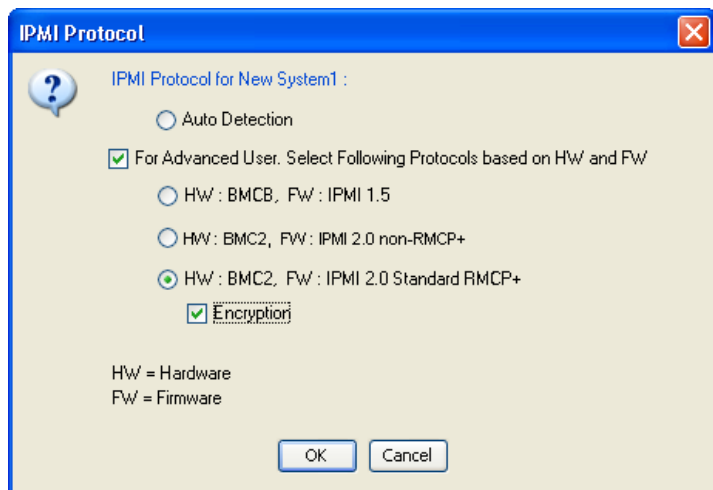 IPMI Protocol
IPMI Protocol for New System1 :
Auto Detection
For Advanced User. Select Following Protocols based on HW and FW
HW : BMCB, FW : IPMI 1.5
HW : BMC2, FW : IPMI 2.0 non-RMCP+
HW : BMC2, FW : IPMI 2.0 Standard RMCP+
Encryption
HW = Hardware
FW = Firmware
OK Cancel